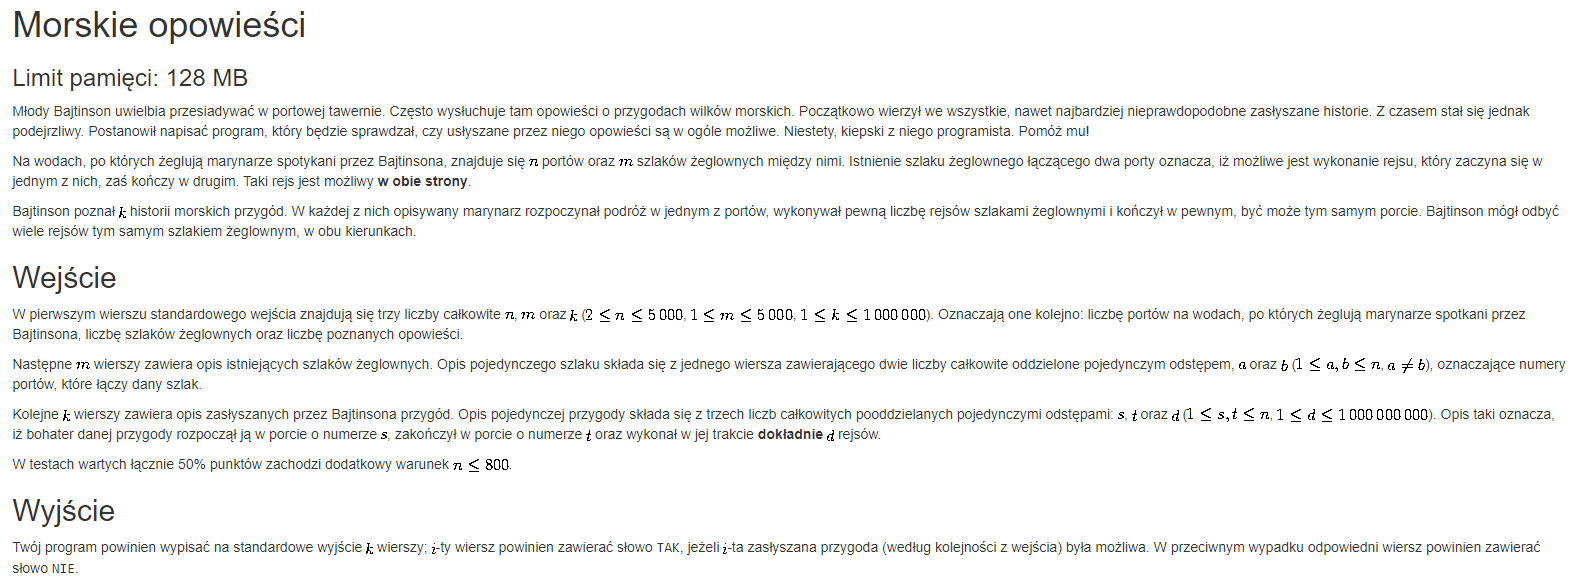 Morskie opowieści
Limit pamięci: 128 MB
Młody Bajtinson uwielbia przesiadywać w portowej tawernie. Często wysłuchuje tam opowieści o przygodach wilków morskich. Początkowo wierzył we wszystkie, nawet najbardziej nieprawdopodobne zasłyszane historie. Z czasem stał się jednak
podejrzliwy. Postanowił napisać program, który będzie sprawdzał, czy usłyszane przez niego opowieści są w ogóle możliwe. Niestety, kiepski z niego programista. Pomóż mu!
Na wodach, po których żeglują marynarze spotykani przez Bajtinsona, znajduje się n portów oraz m szlaków żeglownych między nimi. Istnienie szlaku żeglownego łączącego dwa porty oznacza, iż możliwe jest wykonanie rejsu, który zaczyna się w
jednym z nich, zaś kończy w drugim. Taki rejs jest możliwy w obie strony.
Bajtinson poznał k historii morskich przygód. W każdej z nich opisywany marynarz rozpoczynał podróż w jednym z portów, wykonywał pewną liczbę rejsów szlakami żeglownymi i kończył w pewnym, być może tym samym porcie. Bajtinson mógł odbyć
wiele rejsów tym samym szlakiem żeglownym, w obu kierunkach.
Wejście
W pierwszym wierszu standardowego wejścia znajdują się trzy liczby całkowite n, m oraz k (2 ≤ n ≤ 5 000, 1 ≤ m ≤ 5 000, 1 ≤ k ≤ 1 000 000). Oznaczają one kolejno: liczbę portów na wodach, po których żeglują marynarze spotkani przez
Bajtinsona, liczbę szlaków żeglownych oraz liczbę poznanych opowieści.
Następne m wierszy zawiera opis istniejących szlaków żeglownych. Opis pojedynczego szlaku składa się z jednego wiersza zawierającego dwie liczby całkowite oddzielone pojedynczym odstępem, a oraz b (1 ≤ a, b ≤ n, a ≠ b), oznaczające numery
portów, które łączy dany szlak.
Kolejne k wierszy zawiera opis zasłyszanych przez Bajtinsona przygód. Opis pojedynczej przygody składa się z trzech liczb całkowitych pooddzielanych pojedynczymi odstępami: s, t oraz d (1 ≤ s, t ≤ n, 1 ≤ d ≤ 1 000 000 000). Opis taki oznacza,
iż bohater danej przygody rozpoczął ją w porcie o numerze s, zakończył w porcie o numerze t oraz wykonał w jej trakcie dokładnie d rejsów.
W testach wartych łącznie 50% punktów zachodzi dodatkowy warunek n ≤ 800.
Wyjście
Twój program powinien wypisać na standardowe wyjście k wierszy; i-ty wiersz powinien zawierać słowo TAK, jeżeli i-ta zasłyszana przygoda (według kolejności z wejścia) była możliwa. W przeciwnym wypadku odpowiedni wiersz powinien zawierać
słowo NIE.